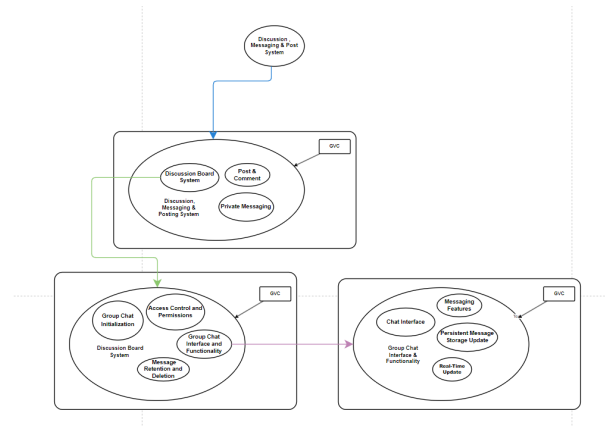 Discussion ,
Messaging & Post
System
GVC
Discussion Board
System
Post &
Comment
Discussion,
Messaging &
Posting System
Private Messaging
GVC
Group Chat
Initialization
Access Control and
Permissions
Group Chat
Interface and
Functionality
Discussion Board
System
Message
Retention and
Deletion
GVC
Messaging
Features
Chat Interface
Persistent Message
Storage Update
Group Chat
Interface &
Functionality
Real-Time
Update